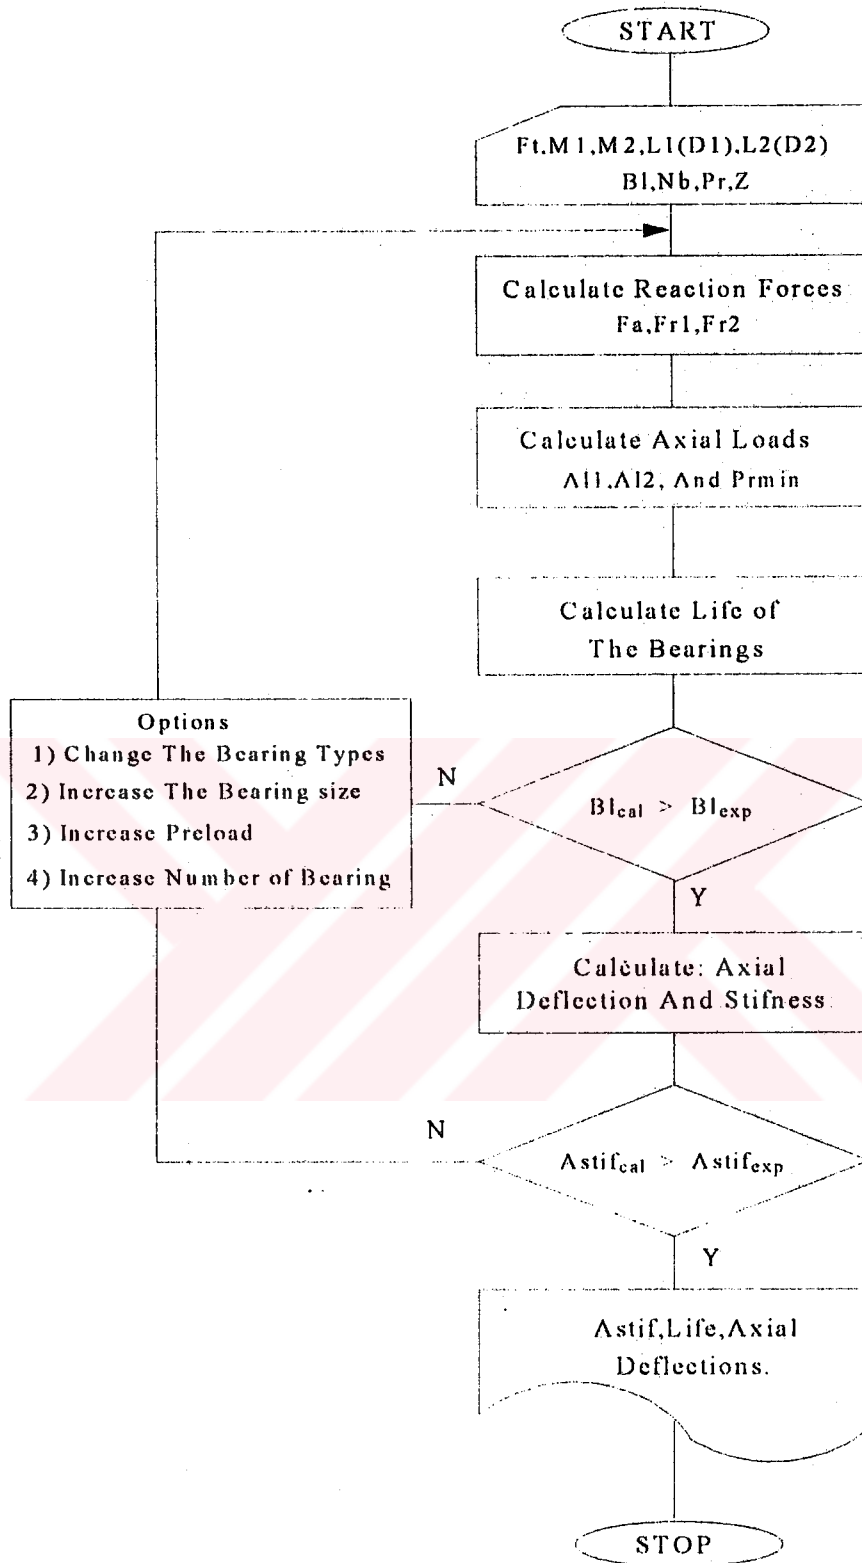 START
Ft,M1,M2,L1(D1),L2(D2)
Bl,Nb,Pr,Z
Calculate Reaction Forces
Fa,Fr1,Fr2
Calculate Axial Loads
Al1,Al2, And Prmin
Calculate Life of
The Bearings
Options
1) Change The Bearing Types
2) Increase The Bearing size
3) Increase Preload
4) Increase Number of Bearing
N
Blcal > Blexp
Y
Calculate: Axial
Deflection And Stifness
N
Astifcal > Astifexp
Y
Astif,Life,Axial
Deflections.
STOP